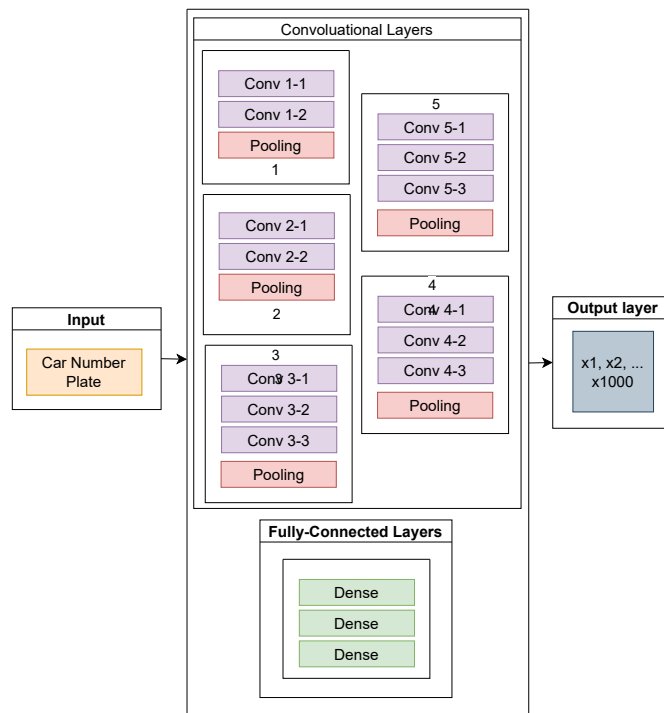 Convoluational Layers
Conv 1-1
Conv 1-2
Pooling
1
Conv 2-1
Conv 2-2
Pooling
2
3
Conv 3-1
3
Conv 3-2
Conv 3-3
Pooling
5
Conv 5-1
Conv 5-2
Conv 5-3
Pooling
4
Conv 4-1
4
Conv 4-2
Conv 4-3
Pooling
Input
Car Number
Plate
Output layer
x1, x2, ...
x1000
Fully-Connected Layers
Dense
Dense
Dense